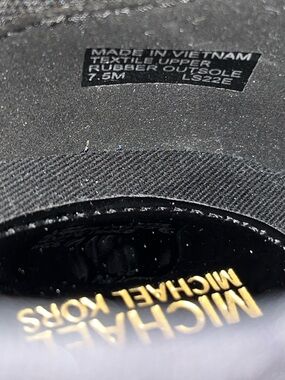 MADE IN VIETNAM
TEXTILE UPPER
RUBBER OUTSOLE
7.5M LS22E
MICHAEL
MICHAEL KORS